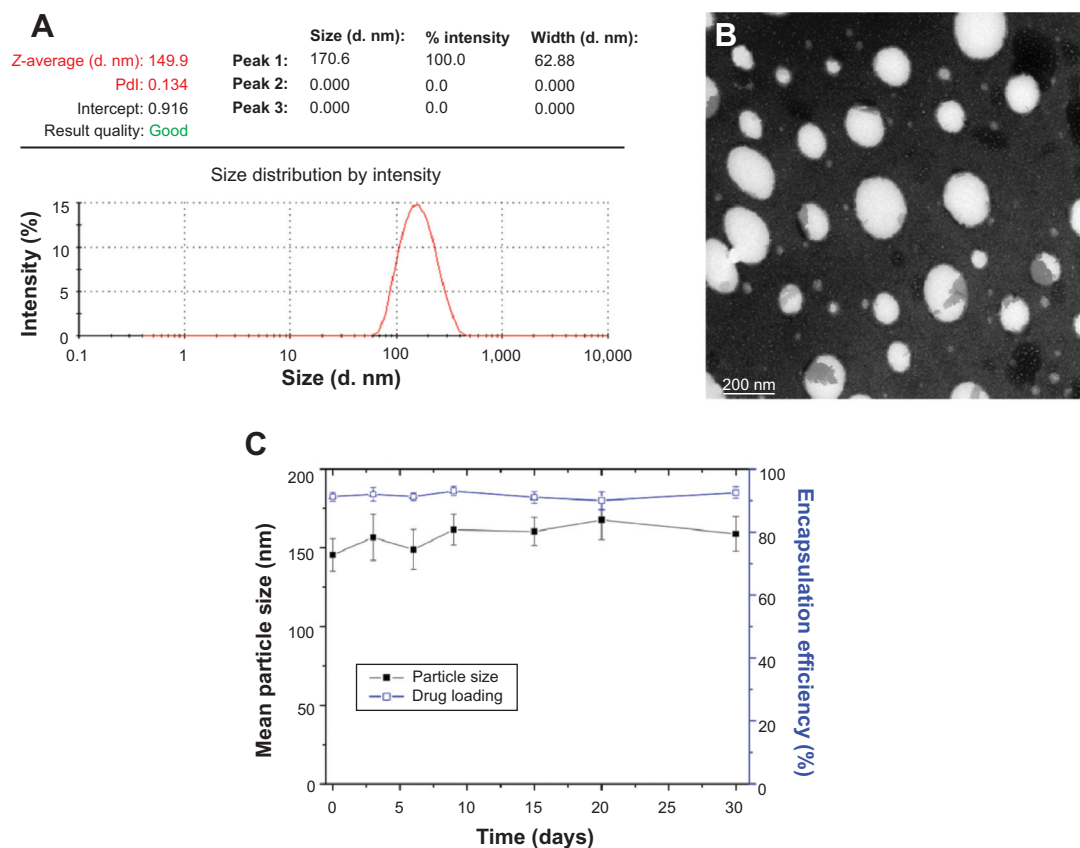 A
Z-average (d. nm): 149.9
PdI: 0.134
Intercept: 0.916
Result quality: Good
Size (d. nm): % intensity Width (d. nm):
Peak 1: 170.6 100.0 62.88
Peak 2: 0.000 0.0 0.000
Peak 3: 0.000 0.0 0.000
Size distribution by intensity
Intensity (%)
15
10
5
0
0.1 1 10 100 1,000 10,000
Size (d. nm)
B
200 nm
C
Mean particle size (nm)
200
150
100
50
0
Particle size
Drug loading
0 5 10 15 20 25 30
Time (days)
100
80
60
40
20
0
Encapsulation efficiency (%)